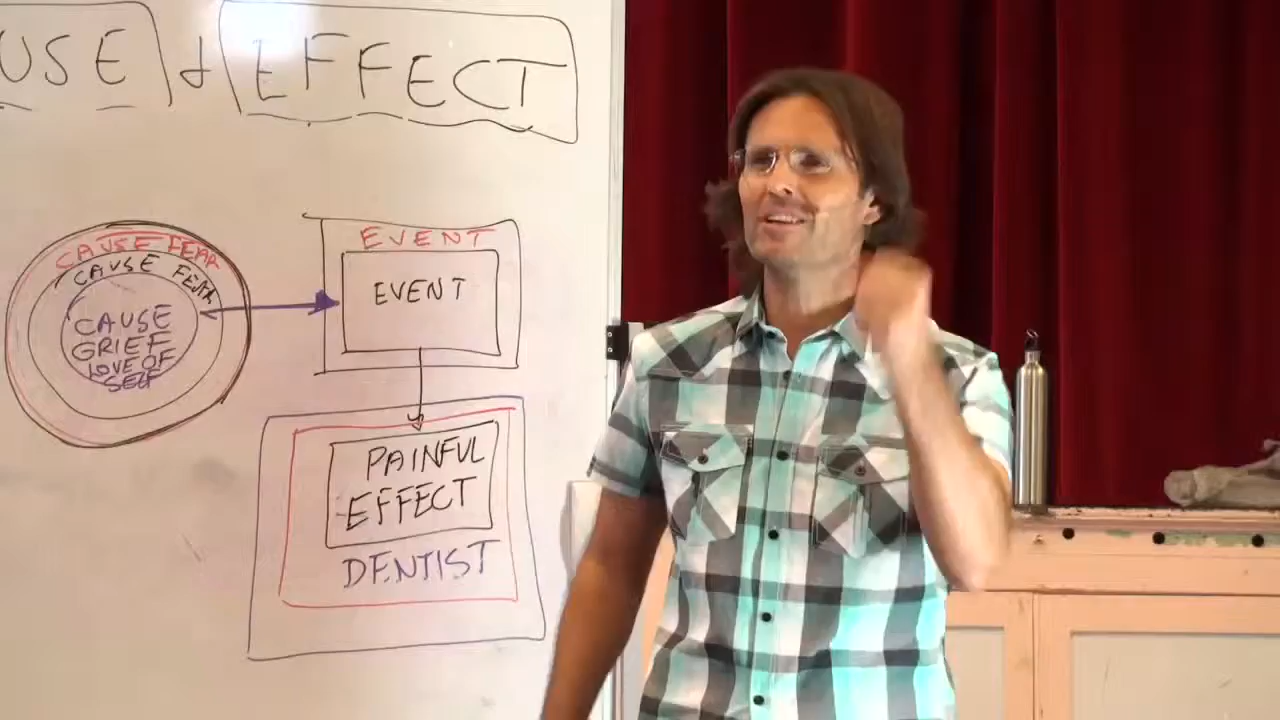 USE & EFFECT
CAUSE FEAR
CAUSE FEAR
CAUSE
GRIEF
LOVE OF
SELF
EVENT
EVENT
PAINFUL
EFFECT
DENTIST